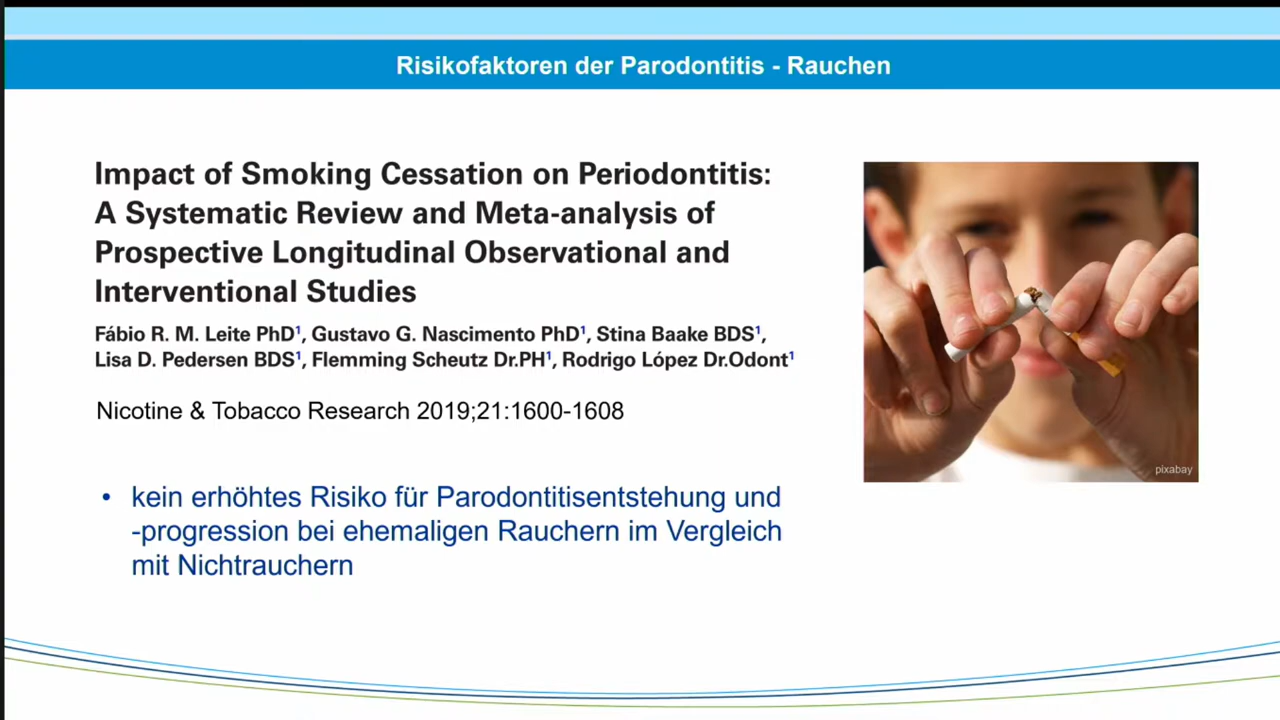 Risikofaktoren der Parodontitis - Rauchen
Impact of Smoking Cessation on Periodontitis:
A Systematic Review and Meta-analysis of
Prospective Longitudinal Observational and
Interventional Studies
Fábio R. M. Leite PhD¹, Gustavo G. Nascimento PhD¹, Stina Baake BDS¹,
Lisa D. Pedersen BDS¹, Flemming Scheutz Dr.PH¹, Rodrigo López Dr.Odont¹
Nicotine & Tobacco Research 2019;21:1600-1608
pixabay
• kein erhöhtes Risiko für Parodontitisentstehung und
-progression bei ehemaligen Rauchern im Vergleich
mit Nichtrauchern